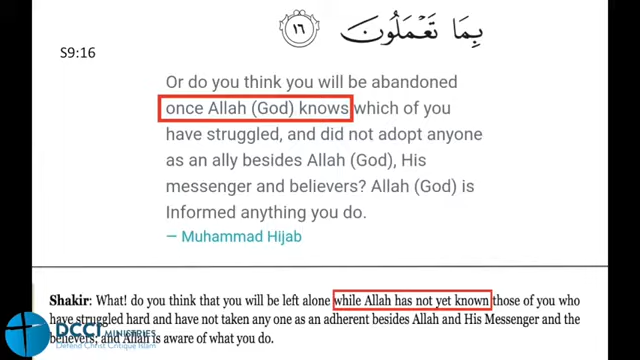 بِمَا تَعْمَلُونَ ١٦
S9:16
Or do you think you will be abandoned
once Allah (God) knows which of you
have struggled, and did not adopt anyone
as an ally besides Allah (God), His
messenger and believers? Allah (God) is
Informed anything you do.
— Muhammad Hijab
Shakir: What! do you think that you will be left alone while Allah has not yet known those of you who
have struggled hard and have not taken any one as an adherent besides Allah and His Messenger and the
believers; and Allah is aware of what you do.
DCCI MINISTRIES
Defend Christ Critique Islam